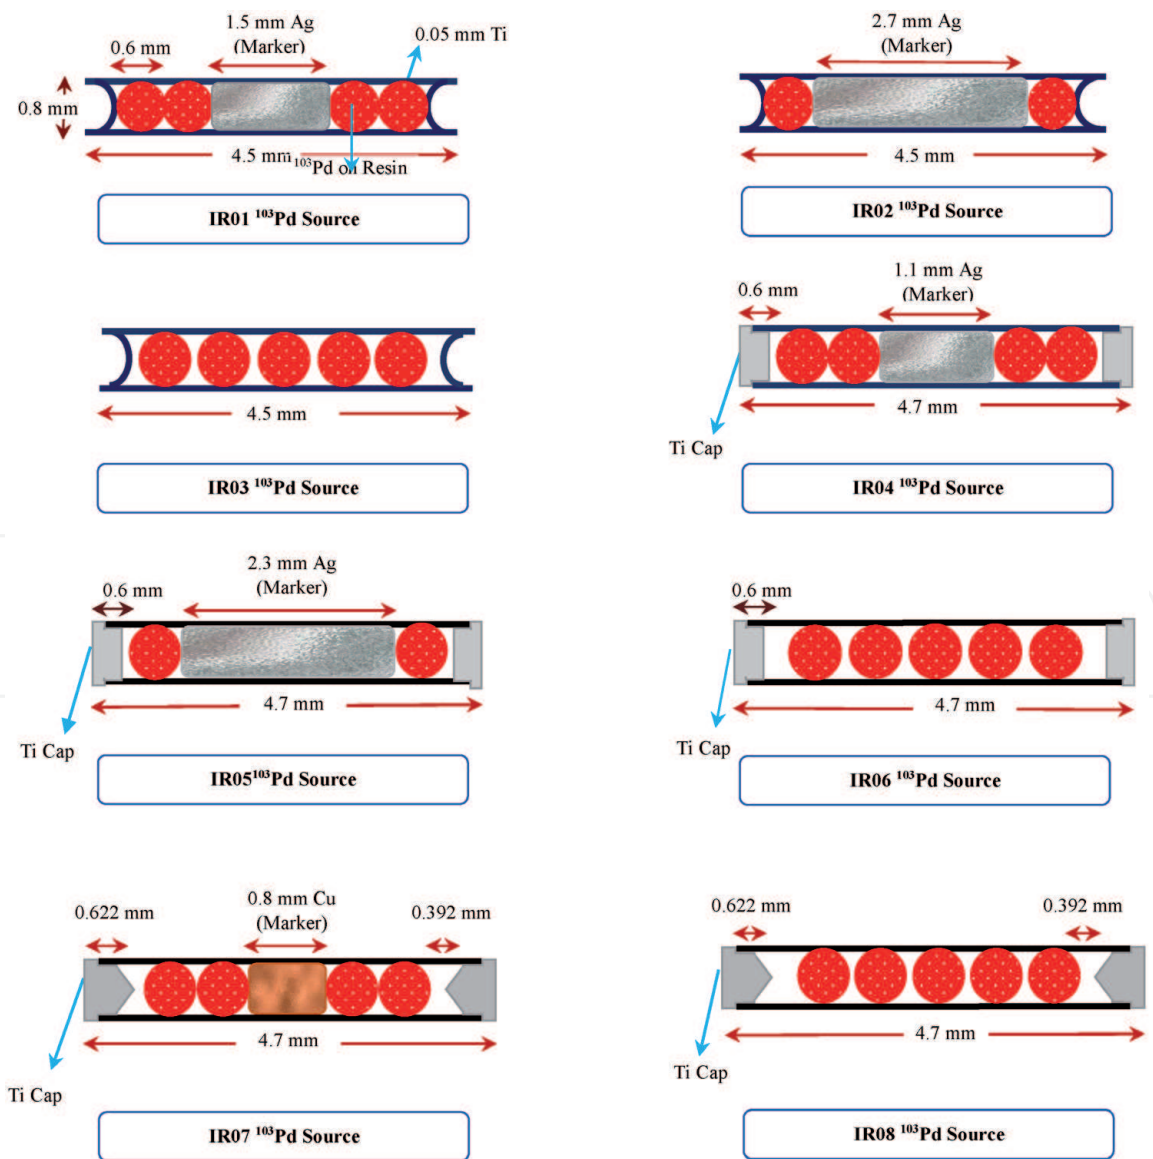 1.5 mm Ag
(Marker)
0.6 mm
0.05 mm Ti
0.8 mm
4.5 mm
¹⁰³Pd on Resin
IR01 ¹⁰³Pd Source
2.7 mm Ag
(Marker)
4.5 mm
IR02 ¹⁰³Pd Source
4.5 mm
IR03 ¹⁰³Pd Source
1.1 mm Ag
(Marker)
0.6 mm
4.7 mm
Ti Cap
IR04 ¹⁰³Pd Source
2.3 mm Ag
(Marker)
0.6 mm
4.7 mm
Ti Cap
IR05¹⁰³Pd Source
0.6 mm
4.7 mm
Ti Cap
IR06 ¹⁰³Pd Source
0.8 mm Cu
(Marker)
0.622 mm
0.392 mm
4.7 mm
Ti Cap
IR07 ¹⁰³Pd Source
0.622 mm
0.392 mm
4.7 mm
Ti Cap
IR08 ¹⁰³Pd Source